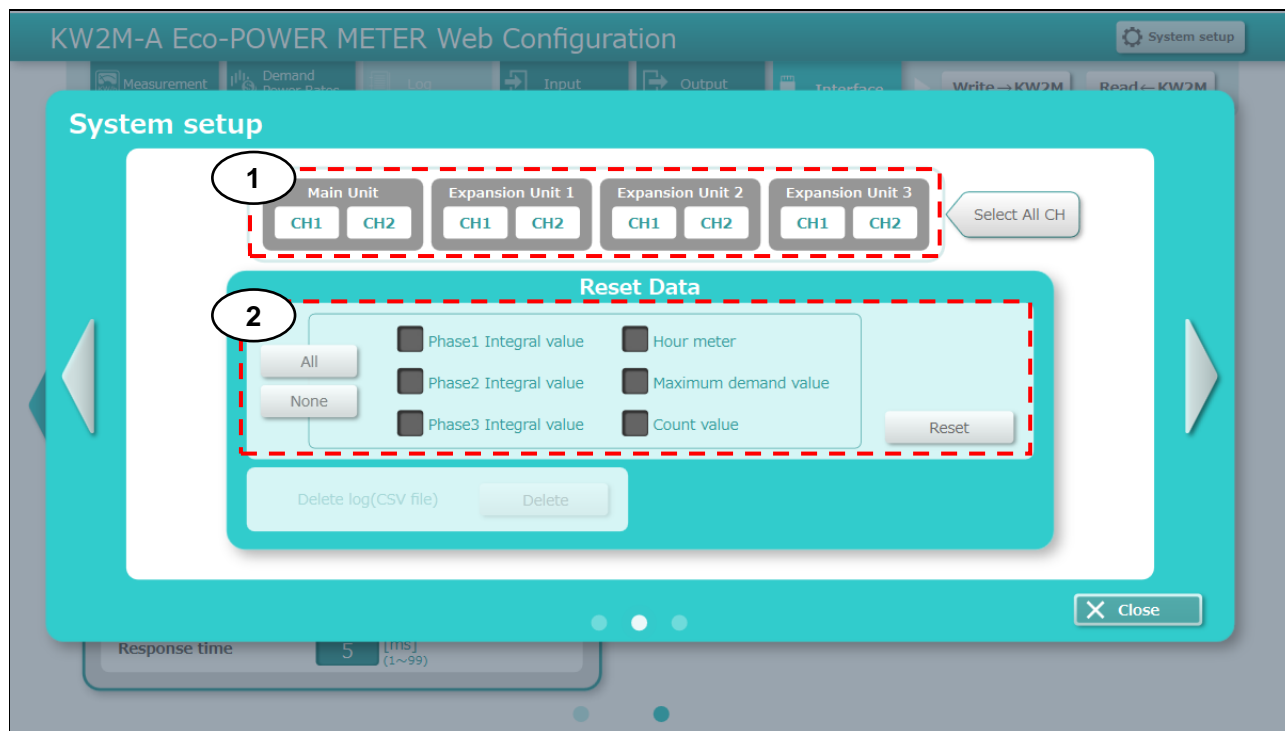 KW2M-A Eco-POWER METER Web Configuration
System setup
Measurement
Demand
Power Rates
Log
Input
Output
Interface
Write→KW2M
Read←KW2M
System setup
1
Main Unit
Expansion Unit 1
Expansion Unit 2
Expansion Unit 3
CH1 CH2
CH1 CH2
CH1 CH2
CH1 CH2
Select All CH
Reset Data
2
All
None
Phase1 Integral value
Hour meter
Phase2 Integral value
Maximum demand value
Phase3 Integral value
Count value
Reset
Delete log(CSV file)
Delete
X Close
Response time
5
[ms]
(1~99)